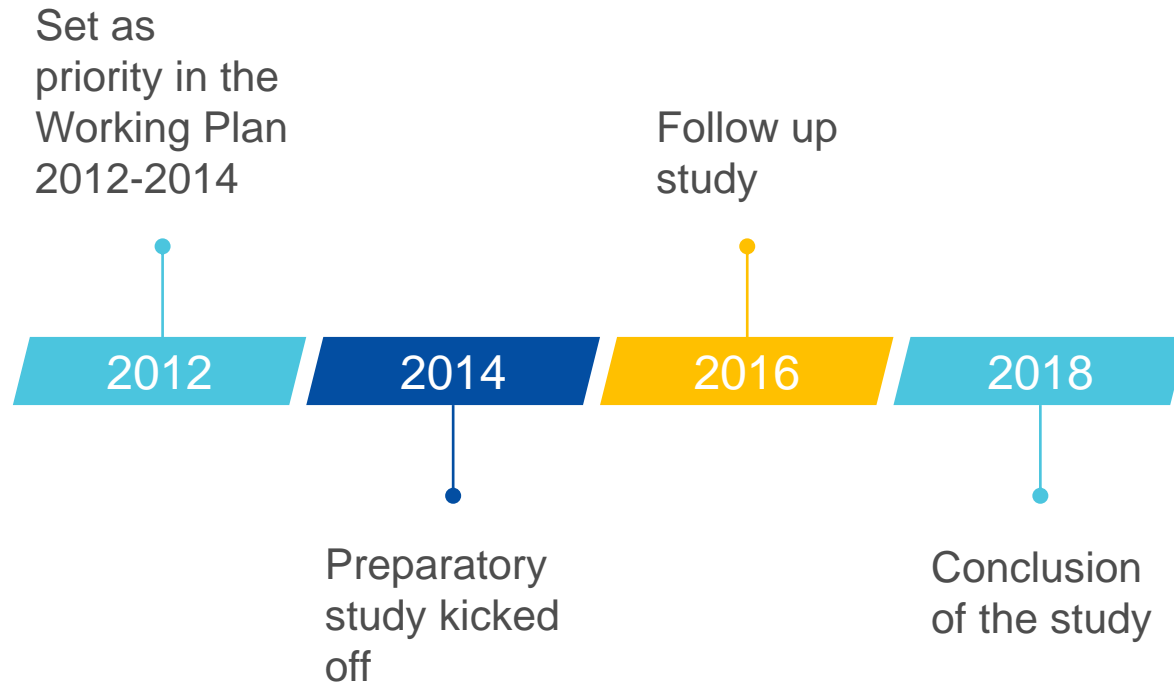 Set as
priority in the
Working Plan
2012-2014
Follow up
study
2012
2014
2016
2018
Preparatory
study kicked
off
Conclusion
of the study